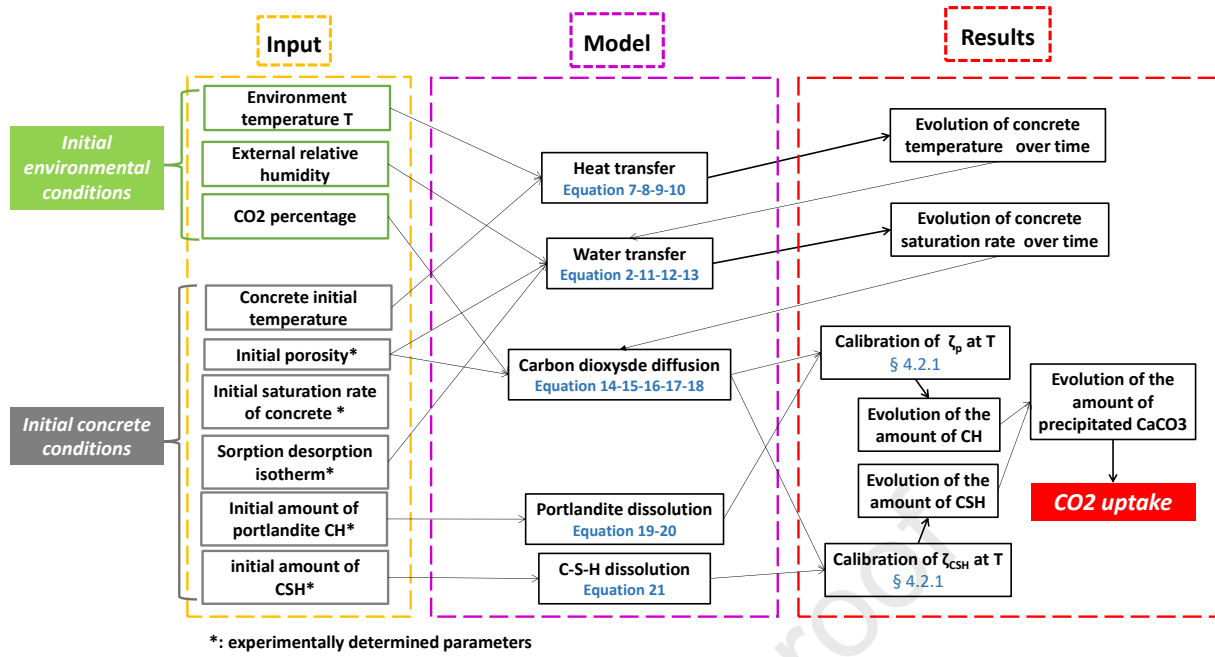 Input
Model
Results
Initial
environmental
conditions
Environment
temperature T
External relative
humidity
CO2 percentage
Initial concrete
conditions
Concrete initial
temperature
Initial porosity*
Initial saturation rate
of concrete *
Sorption desorption
isotherm*
Initial amount of
portlandite CH*
initial amount of
CSH*
Heat transfer
Equation 7-8-9-10
Water transfer
Equation 2-11-12-13
Carbon dioxysde diffusion
Equation 14-15-16-17-18
Portlandite dissolution
Equation 19-20
C-S-H dissolution
Equation 21
Evolution of concrete
temperature over time
Evolution of concrete
saturation rate over time
Calibration of ζp at T
§ 4.2.1
Evolution of the
amount of CH
Evolution of the
amount of CSH
Calibration of ζCSH at T
§ 4.2.1
Evolution of the
amount of
precipitated CaCO3
CO2 uptake
*: experimentally determined parameters
roof